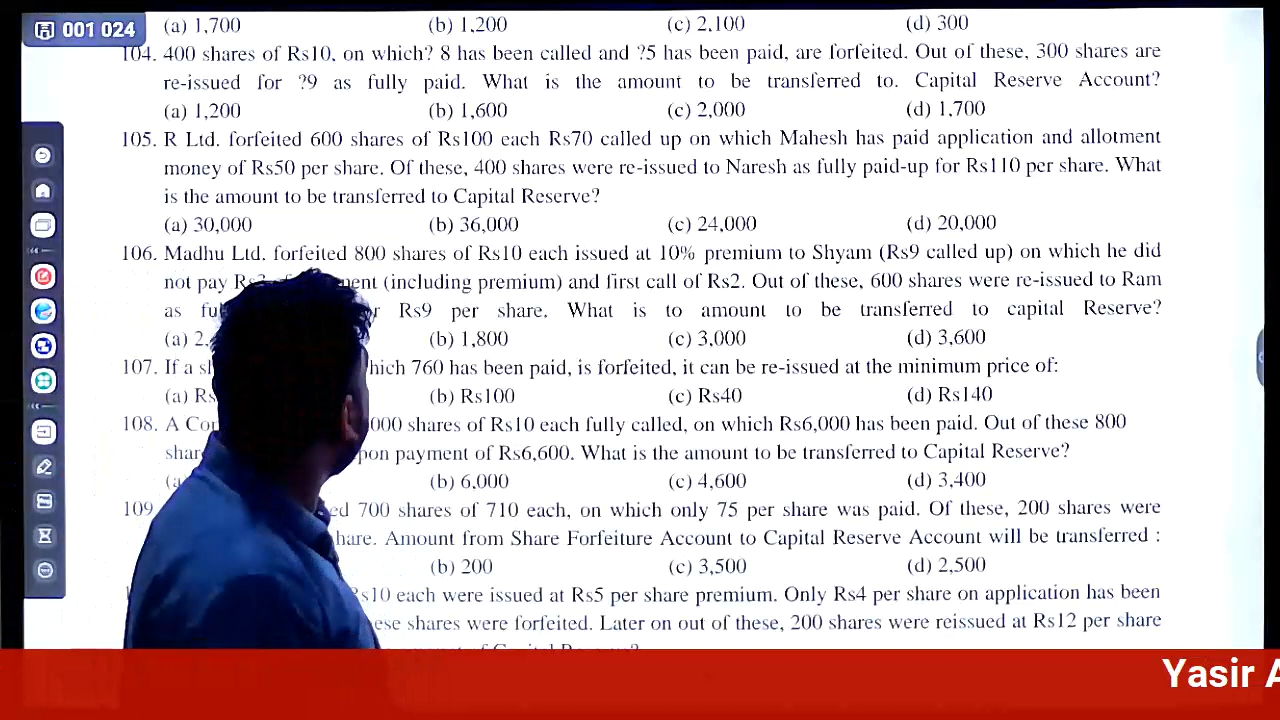 001 024
(a) 1,700 (b) 1,200 (c) 2,100 (d) 300
104. 400 shares of Rs10, on which? 8 has been called and ?5 has been paid, are forfeited. Out of these, 300 shares are
re-issued for ?9 as fully paid. What is the amount to be transferred to. Capital Reserve Account?
(a) 1,200 (b) 1,600 (c) 2,000 (d) 1,700
105. R Ltd. forfeited 600 shares of Rs100 each Rs70 called up on which Mahesh has paid application and allotment
money of Rs50 per share. Of these, 400 shares were re-issued to Naresh as fully paid-up for Rs110 per share. What
is the amount to be transferred to Capital Reserve?
(a) 30,000 (b) 36,000 (c) 24,000 (d) 20,000
106. Madhu Ltd. forfeited 800 shares of Rs10 each issued at 10% premium to Shyam (Rs9 called up) on which he did
not pay (including premium) and first call of Rs2. Out of these, 600 shares were re-issued to Ram
as Rs9 per share. What is to amount to be transferred to capital Reserve?
(a) 2, (b) 1,800 (c) 3,000 (d) 3,600
107. If a 760 has been paid, is forfeited, it can be re-issued at the minimum price of:
(a) Rs (b) Rs100 (c) Rs40 (d) Rs140
108. A 000 shares of Rs10 each fully called, on which Rs6,000 has been paid. Out of these 800
payment of Rs6,600. What is the amount to be transferred to Capital Reserve?
(b) 6,000 (c) 4,600 (d) 3,400
109 700 shares of 710 each, on which only 75 per share was paid. Of these, 200 shares were
hare. Amount from Share Forfeiture Account to Capital Reserve Account will be transferred :
(b) 200 (c) 3,500 (d) 2,500
Rs10 each were issued at Rs5 per share premium. Only Rs4 per share on application has been
shares were forfeited. Later on out of these, 200 shares were reissued at Rs12 per share
Yasir A